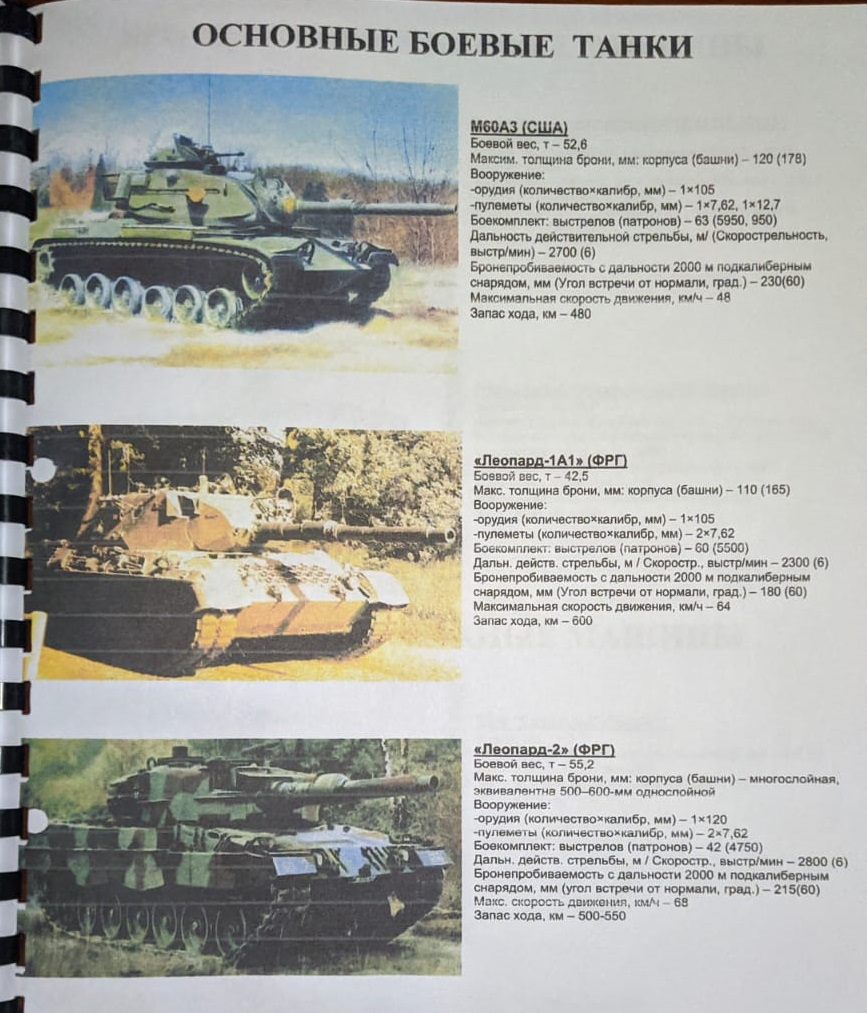 ОСНОВНЫЕ БОЕВЫЕ ТАНКИ
М60А3 (США)
Боевой вес, т – 52,6
Максим. толщина брони, мм: корпуса (башни) – 120 (178)
Вооружение:
-орудия (количество×калибр, мм) – 1×105
-пулеметы (количество×калибр, мм) – 1×7,62, 1×12,7
Боекомплект: выстрелов (патронов) – 63 (5950, 950)
Дальность действительной стрельбы, м/ (Скорострельность,
выстр/мин) – 2700 (6)
Бронепробиваемость с дальности 2000 м подкалиберным
снарядом, мм (Угол встречи от нормали, град.) – 230(60)
Максимальная скорость движения, км/ч – 48
Запас хода, км – 480
«Леопард-1А1» (ФРГ)
Боевой вес, т – 42,5
Макс. толщина брони, мм: корпуса (башни) – 110 (165)
Вооружение:
-орудия (количество×калибр, мм) – 1×105
-пулеметы (количество×калибр, мм) – 2×7,62
Боекомплект: выстрелов (патронов) – 60 (5500)
Дальн. действ. стрельбы, м / Скоростр., выстр/мин – 2300 (6)
Бронепробиваемость с дальности 2000 м подкалиберным
снарядом, мм (Угол встречи от нормали, град.) – 180 (60)
Максимальная скорость движения, км/ч – 64
Запас хода, км – 600
«Леопард-2» (ФРГ)
Боевой вес, т – 55,2
Макс. толщина брони, мм: корпуса (башни) – многослойная,
эквивалентна 500–600-мм однослойной
Вооружение:
-орудия (количество×калибр, мм) – 1×120
-пулеметы (количество×калибр, мм) – 2×7,62
Боекомплект: выстрелов (патронов) – 42 (4750)
Дальн. действ. стрельбы, м / Скоростр., выстр/мин – 2800 (6)
Бронепробиваемость с дальности 2000 м подкалиберным
снарядом, мм (угол встречи от нормали, град.) – 215(60)
Макс. скорость движения, км/ч – 68
Запас хода, км – 500-550